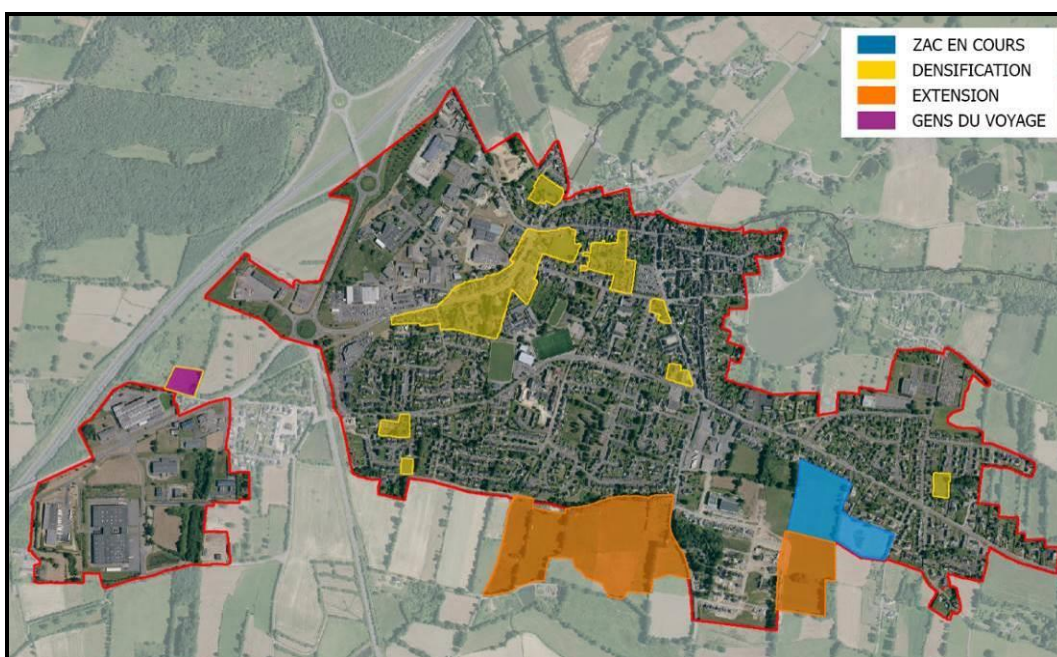 ZAC EN COURS
DENSIFICATION
EXTENSION
GENS DU VOYAGE